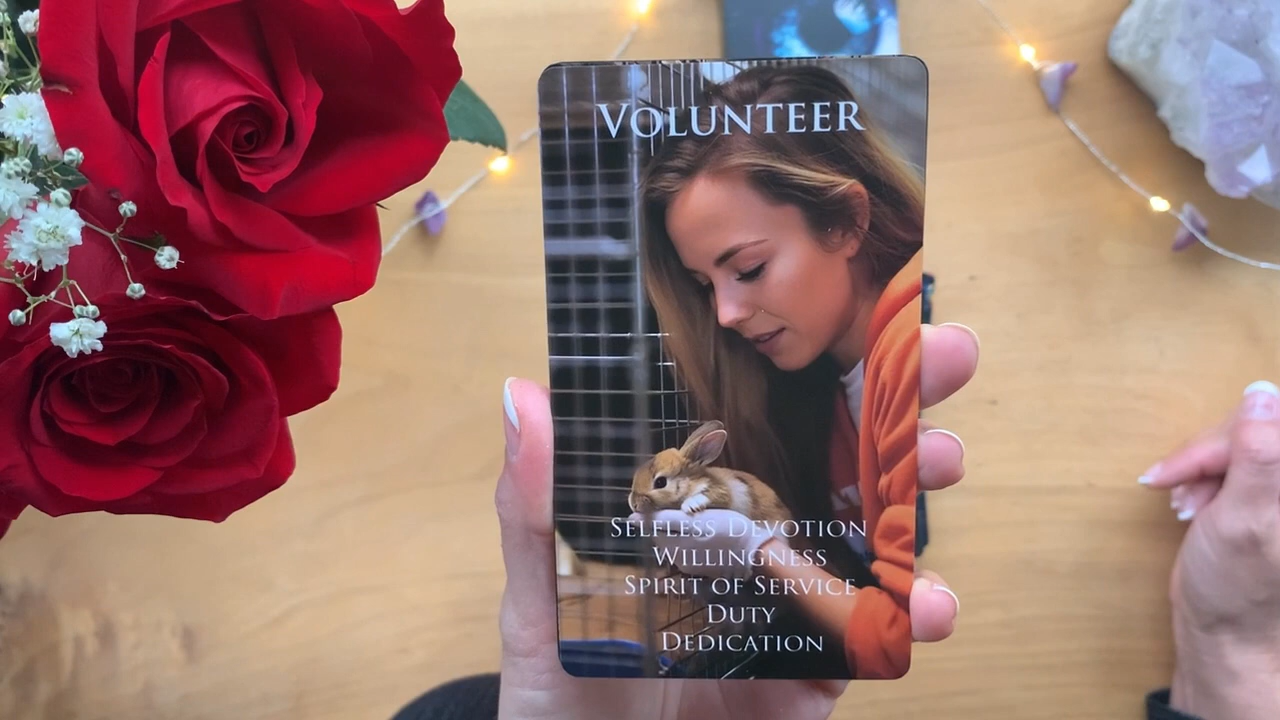 VOLUNTEER
SELFLESS DEVOTION
WILLINGNESS
SPIRIT OF SERVICE
DUTY
DEDICATION